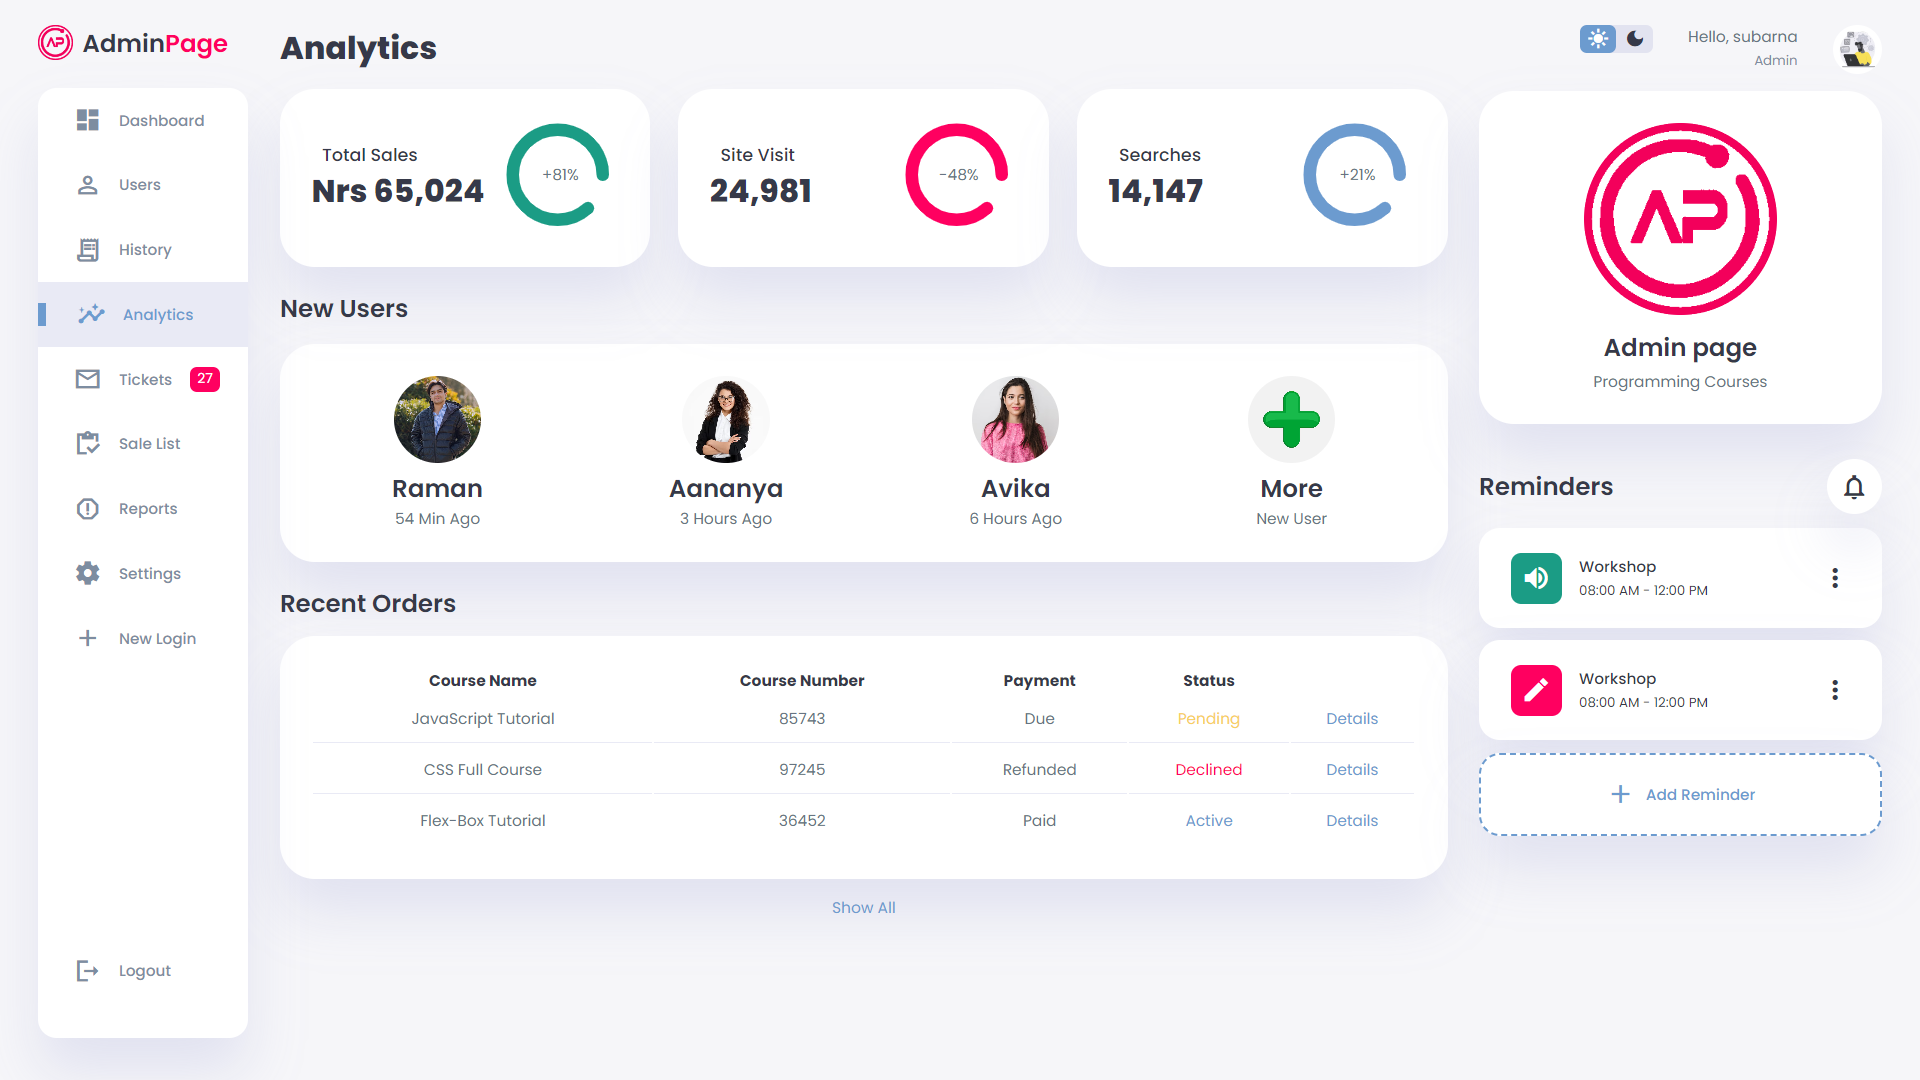 AP AdminPage
Dashboard
Users
History
Analytics
Tickets 27
Sale List
Reports
Settings
New Login
Logout
Analytics
Total Sales
Nrs 65,024
+81%
Site Visit
24,981
-48%
Searches
14,147
+21%
New Users
Raman
54 Min Ago
Aananya
3 Hours Ago
Avika
6 Hours Ago
More
New User
Recent Orders
Course Name Course Number Payment Status
JavaScript Tutorial 85743 Due Pending Details
CSS Full Course 97245 Refunded Declined Details
Flex-Box Tutorial 36452 Paid Active Details
Show All
Hello, subarna
Admin
AP
Admin page
Programming Courses
Reminders
Workshop
08:00 AM - 12:00 PM
Workshop
08:00 AM - 12:00 PM
Add Reminder